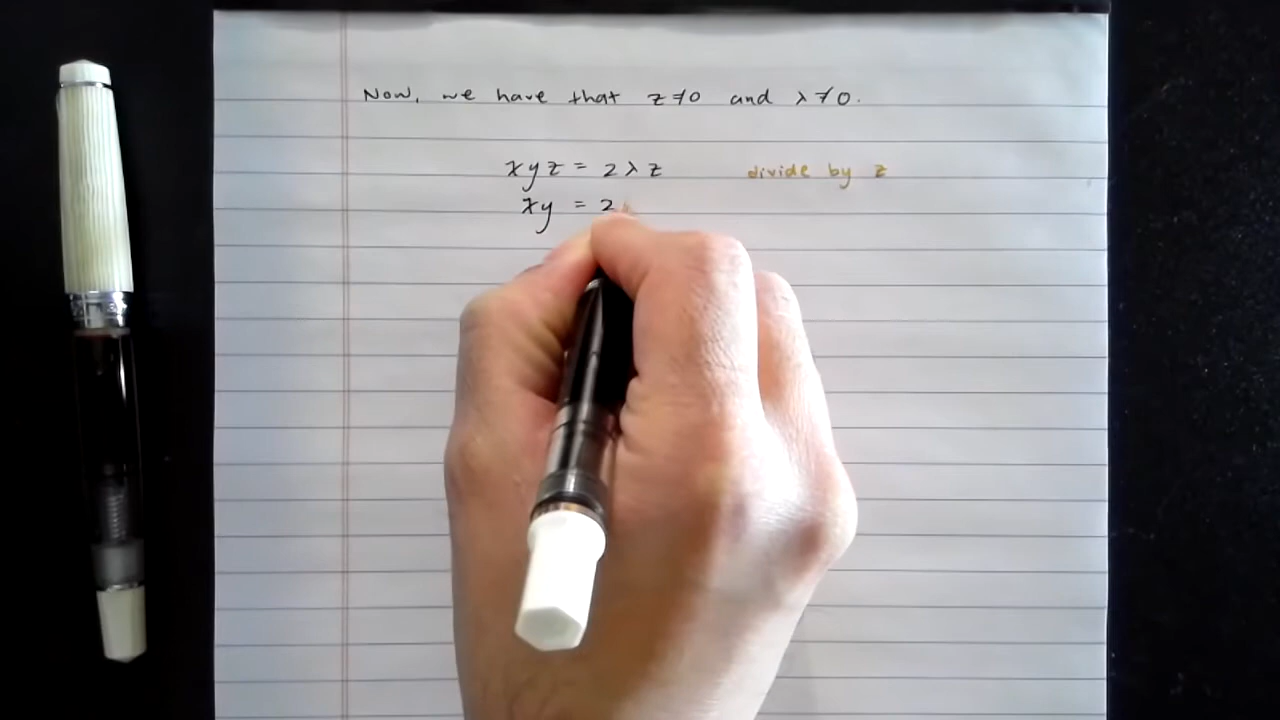 Now, we have that z≠0 and λ≠0.
xyz = 2λz divide by z
xy = 2